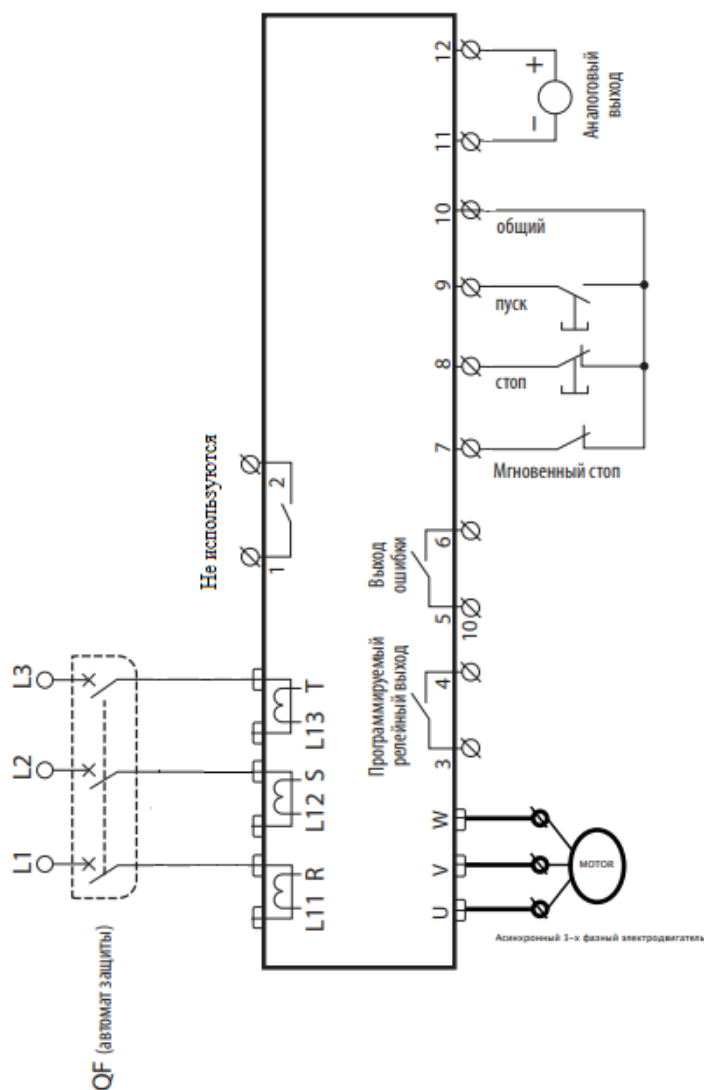 QF (автомат защиты)
L1
L2
L3
L11 R
L12 S
L13 T
Не используются
1
2
U
V
W
MOTOR
Асинхронный 3-х фазный электродвигатель
3
4
Программируемый
релейный выход
5
10
6
Выход
ошибки
7
Мгновенный стоп
8
стоп
9
пуск
10
общий
11
12
−
+
Аналоговый
выход